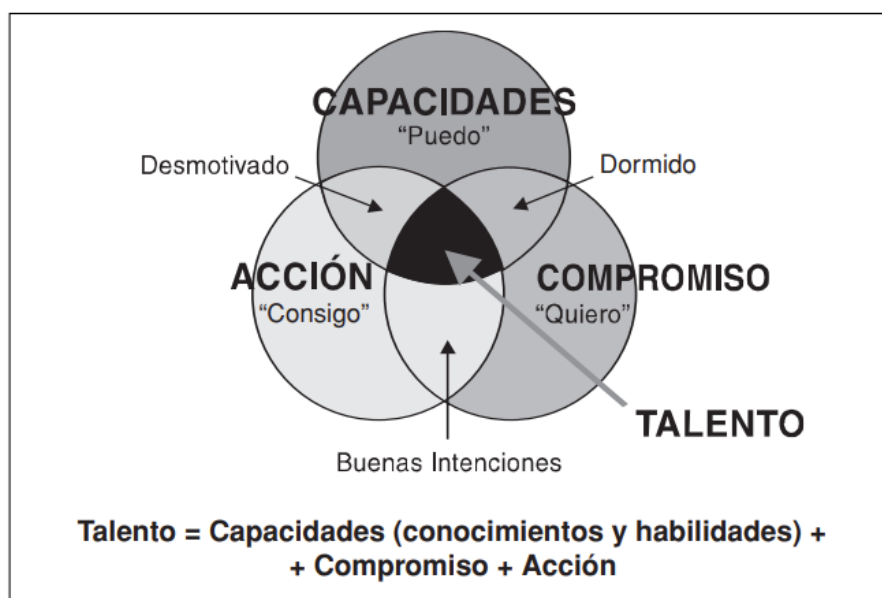 CAPACIDADES
“Puedo”
Desmotivado
Dormido
ACCIÓN
“Consigo”
COMPROMISO
“Quiero”
TALENTO
Buenas Intenciones
Talento = Capacidades (conocimientos y habilidades) +
+ Compromiso + Acción